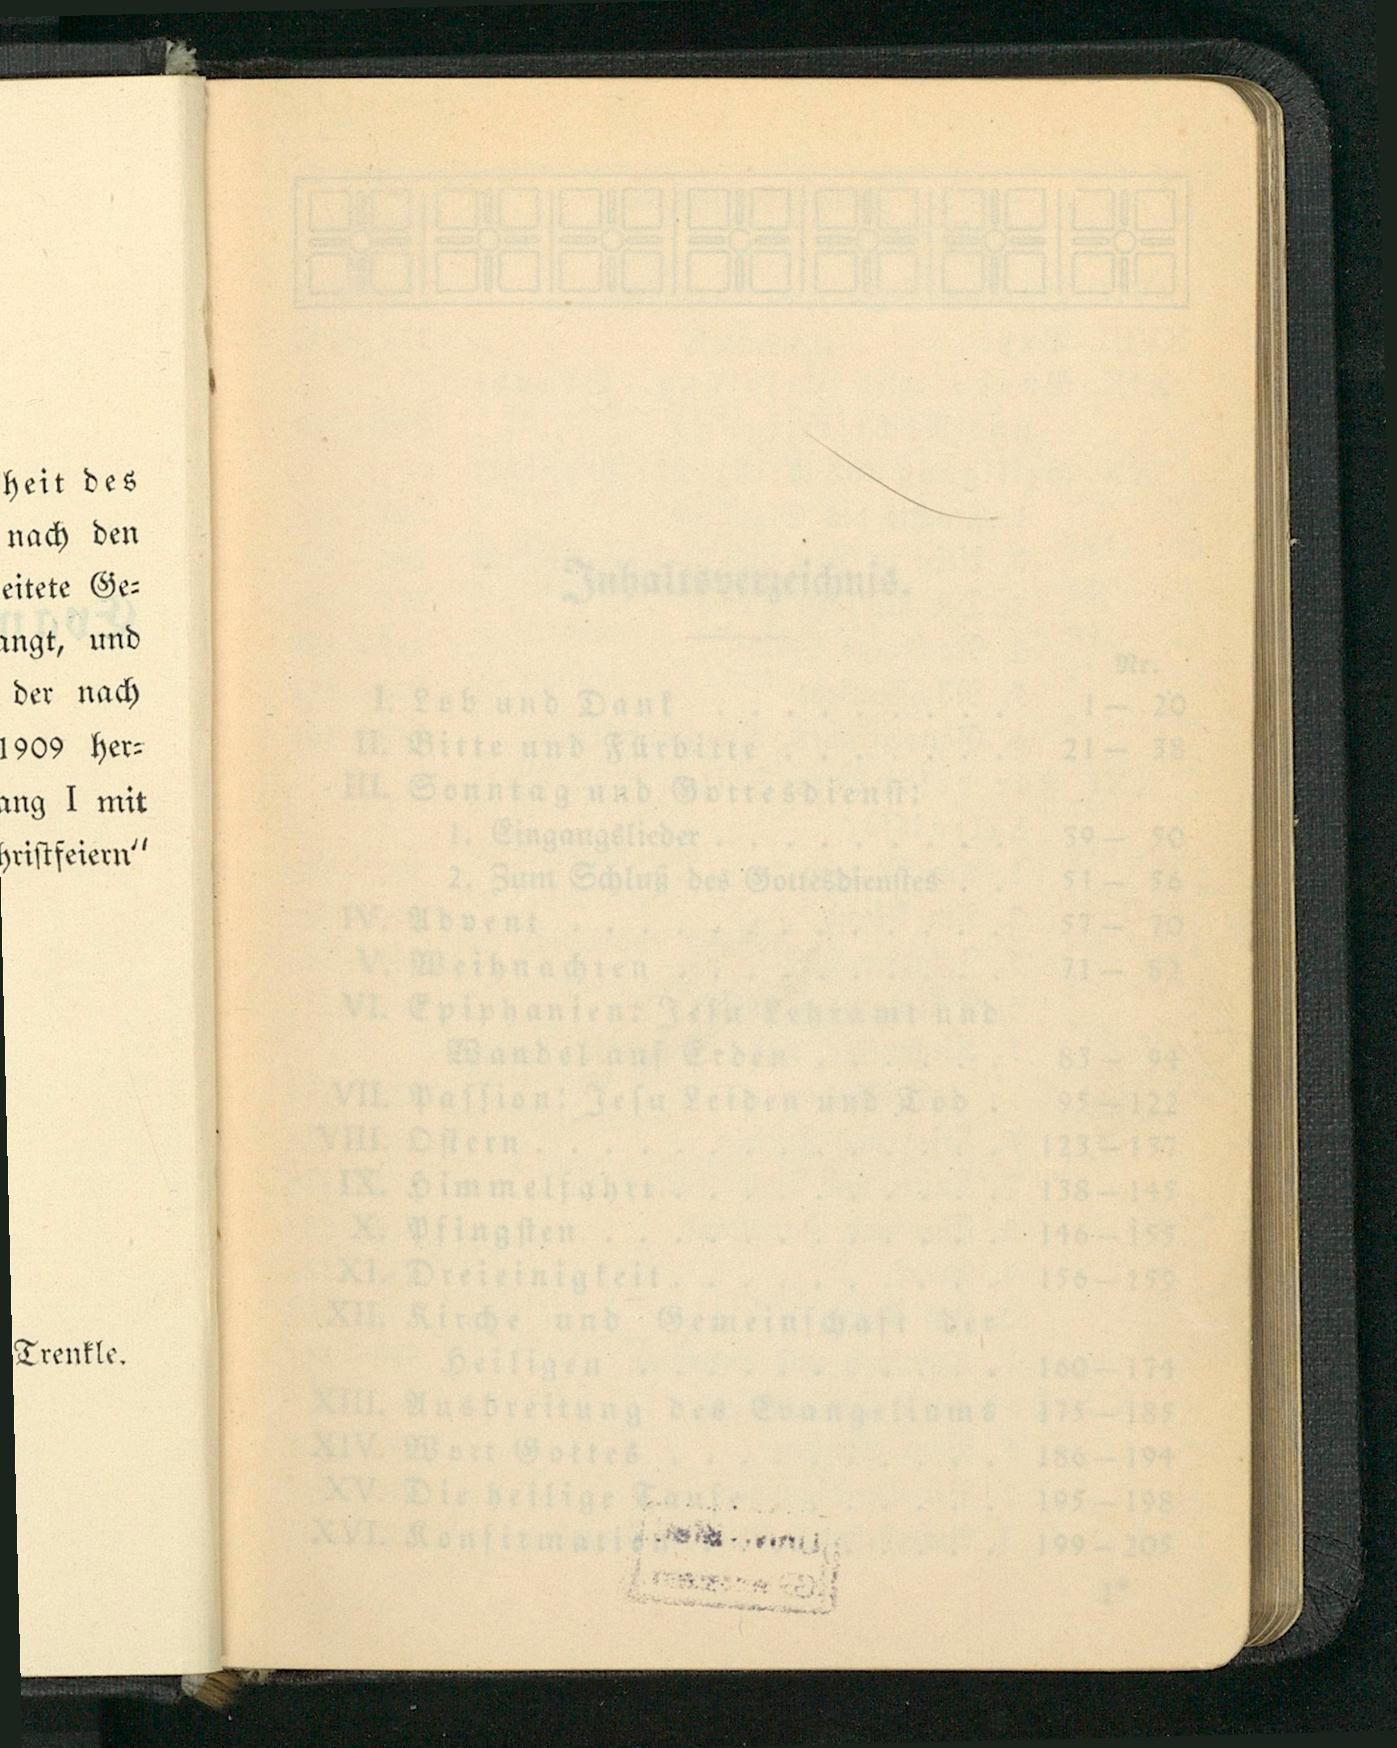 heit des
nach den
eitete Ge-
angt, und
der nach
1909 her-
ang I mit
hriſtfeiern"
Trenkle.
Inhaltsverzeichnis.
Nr.
I. Lob und Dank . . . . . . . . . 1— 20
II. Bitte und Fürbitte . . . . . . . 21— 38
III. Sonntag und Gottesdienſt:
1. Eingangslieder . . . . . . . . . 39— 50
2. Zum Schluß des Gottesdienſtes . . 51— 56
IV. Advent . . . . . . . . . . . . . 57— 70
V. Weihnachten . . . . . . . . . . 71— 82
VI. Epiphanien: Jeſu Lehramt und
Wandel auf Erden . . . . . . 83— 94
VII. Paſſion: Jeſu Leiden und Tod . 95—122
VIII. Oſtern . . . . . . . . . . . . . . 123—137
IX. Himmelfahrt . . . . . . . . . . 138—145
X. Pfingſten . . . . . . . . . . . . 146—155
XI. Dreieinigkeit . . . . . . . . . . 156—159
XII. Kirche und Gemeinſchaft der
Heiligen . . . . . . . . . . . 160—174
XIII. Ausbreitung des Evangeliums 175—185
XIV. Wort Gottes . . . . . . . . . . 186—194
XV. Die heilige Taufe . . . . . . . 195—198
XVI. Konfirmation . . . . . . . . . 199—205
1*